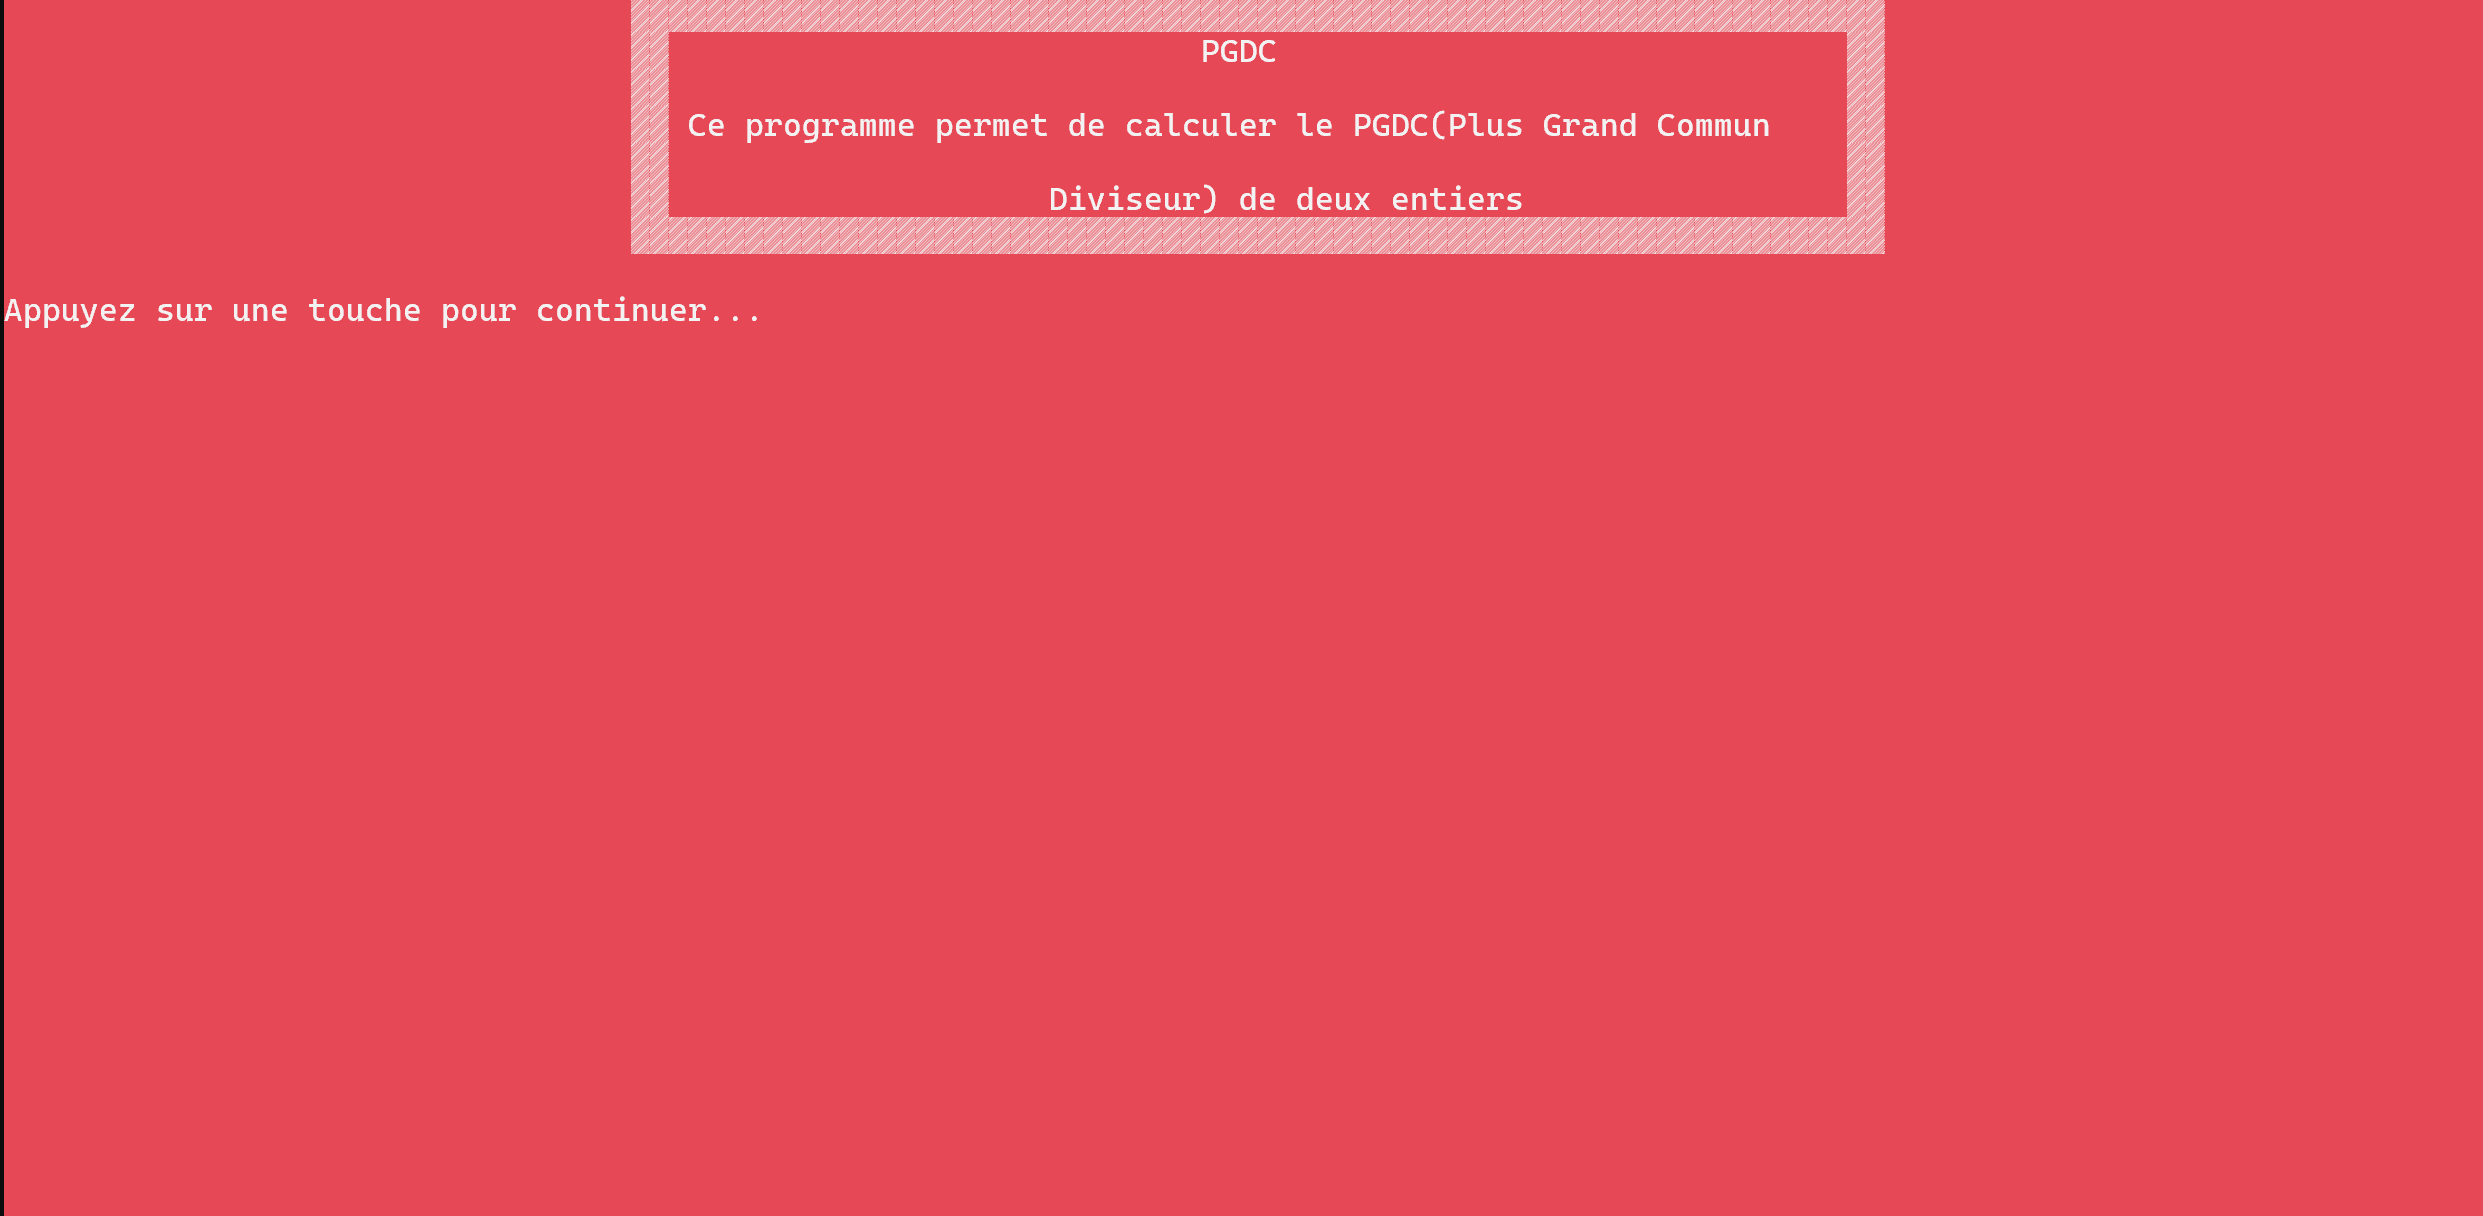 PGDC
Ce programme permet de calculer le PGDC(Plus Grand Commun
Diviseur) de deux entiers
Appuyez sur une touche pour continuer...